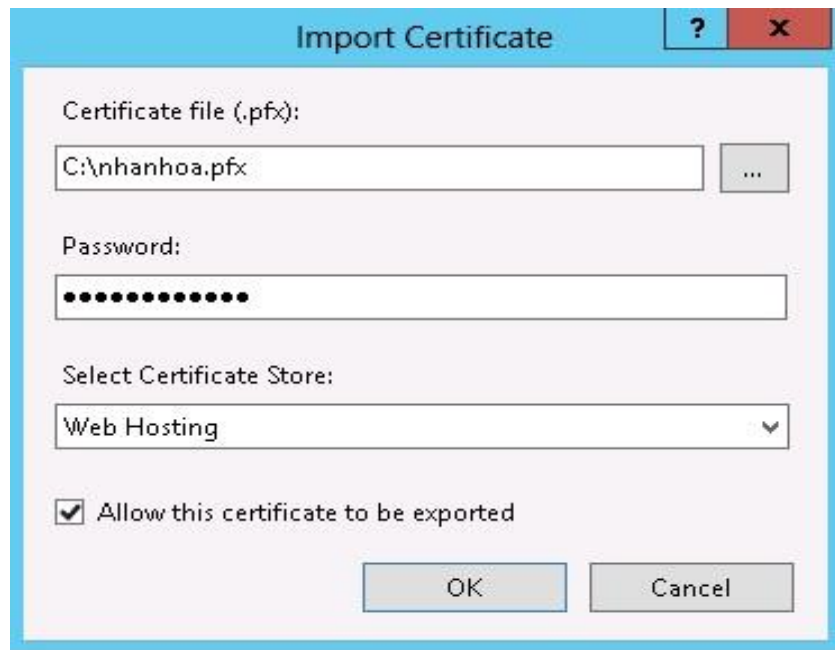 Import Certificate
?
x
Certificate file (.pfx):
C:\nhanhoa.pfx
...
Password:
••••••••••••
Select Certificate Store:
Web Hosting
Allow this certificate to be exported
OK
Cancel